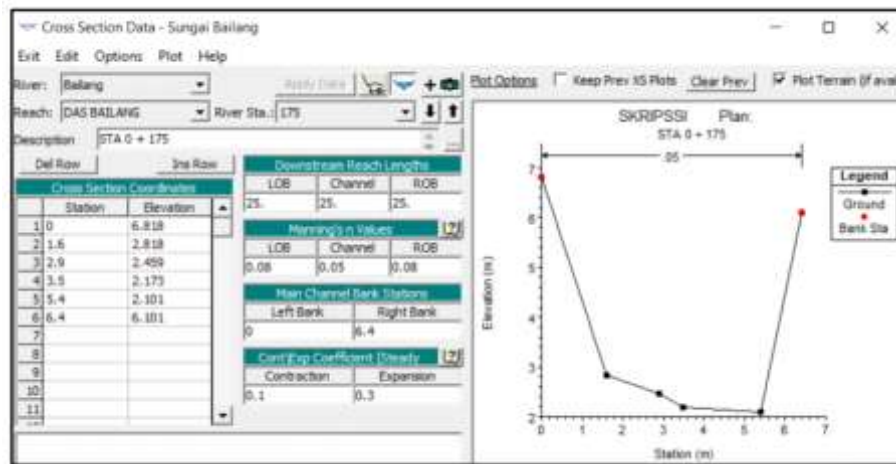 Cross Section Data - Sungai Bailang
Exit Edit Options Plot Help
River: Bailang Apply Data
Plot Options Keep Prev XS Plots Clear Prev Plot Terrain (if avai
Reach: DAS BAILANG River Sta.: 175
Description STA 0 + 175 ...
Del Row Ins Row
Cross Section Coordinates
Station Elevation
1 0 6.818
2 1.6 2.818
3 2.9 2.459
4 3.5 2.173
5 5.4 2.101
6 6.4 6.101
7
8
9
10
11
Downstream Reach Lengths
LOB Channel ROB
25. 25. 25.
Manning's n Values
LOB Channel ROB
0.08 0.05 0.08
Main Channel Bank Stations
Left Bank Right Bank
0 6.4
Cont\Exp Coefficient (Steady
Contraction Expansion
0.1 0.3
SKRIPSSI Plan:
STA 0 + 175
.05
Legend
Ground
Bank Sta
Elevation (m)
7
6
5
4
3
2
0 1 2 3 4 5 6 7
Station (m)